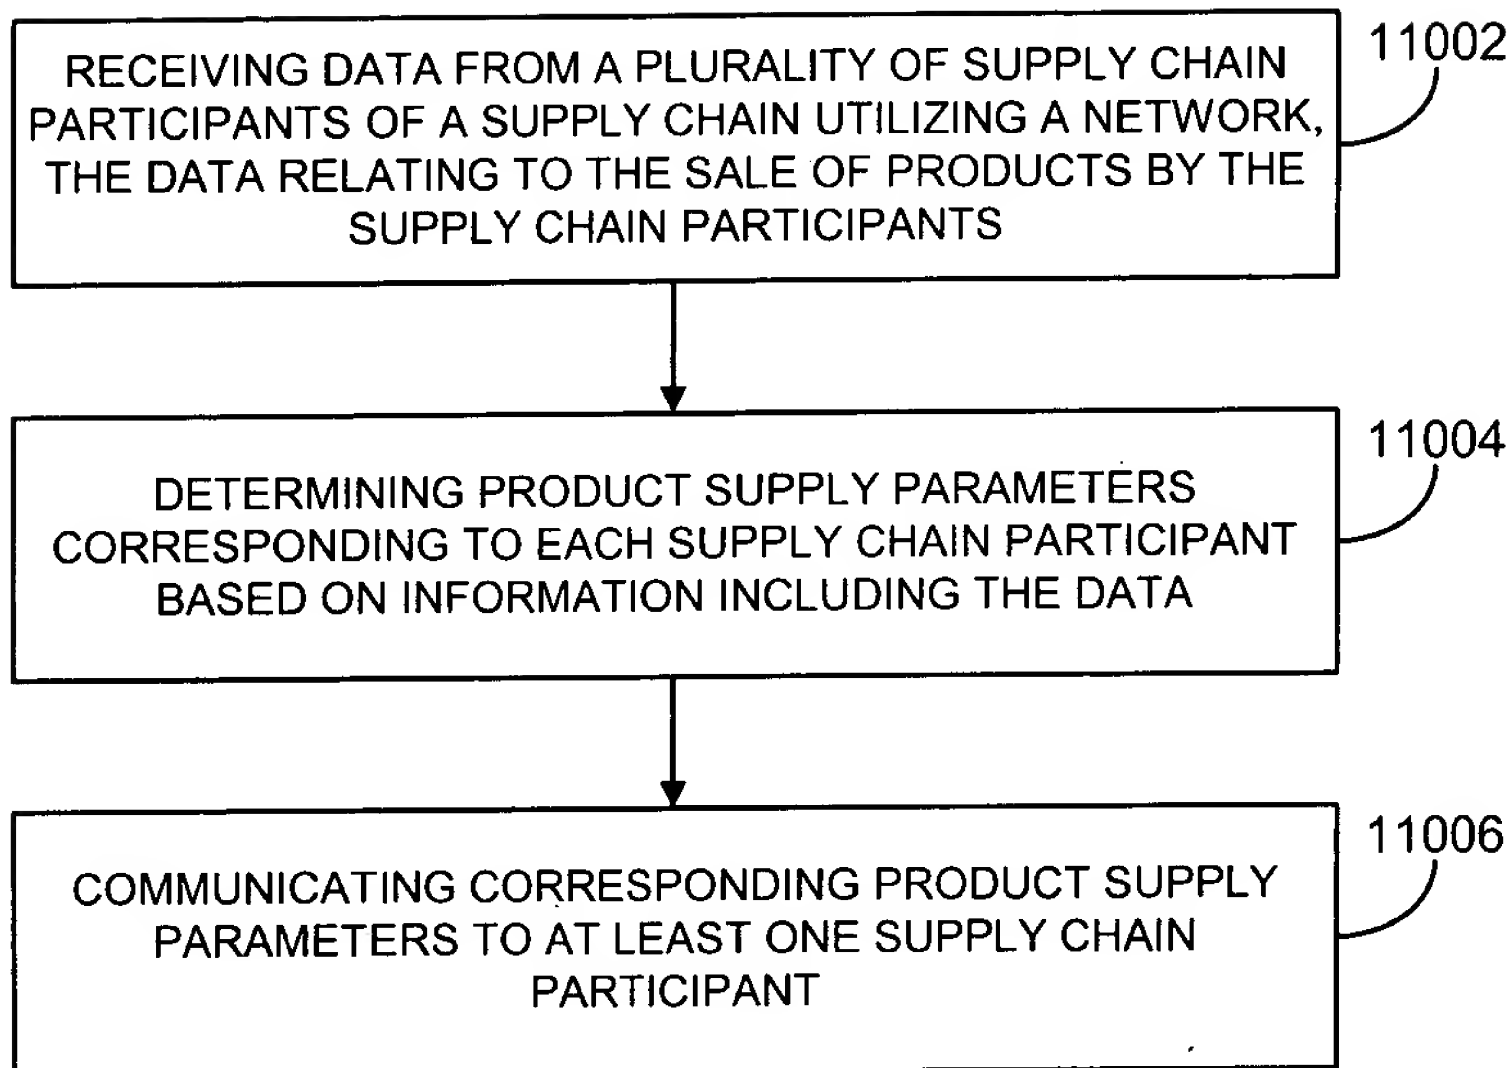 RECEIVING DATA FROM A PLURALITY OF SUPPLY CHAIN
PARTICIPANTS OF A SUPPLY CHAIN UTILIZING A NETWORK,
THE DATA RELATING TO THE SALE OF PRODUCTS BY THE
SUPPLY CHAIN PARTICIPANTS
11002
DETERMINING PRODUCT SUPPLY PARAMETERS
CORRESPONDING TO EACH SUPPLY CHAIN PARTICIPANT
BASED ON INFORMATION INCLUDING THE DATA
11004
COMMUNICATING CORRESPONDING PRODUCT SUPPLY
PARAMETERS TO AT LEAST ONE SUPPLY CHAIN
PARTICIPANT
11006